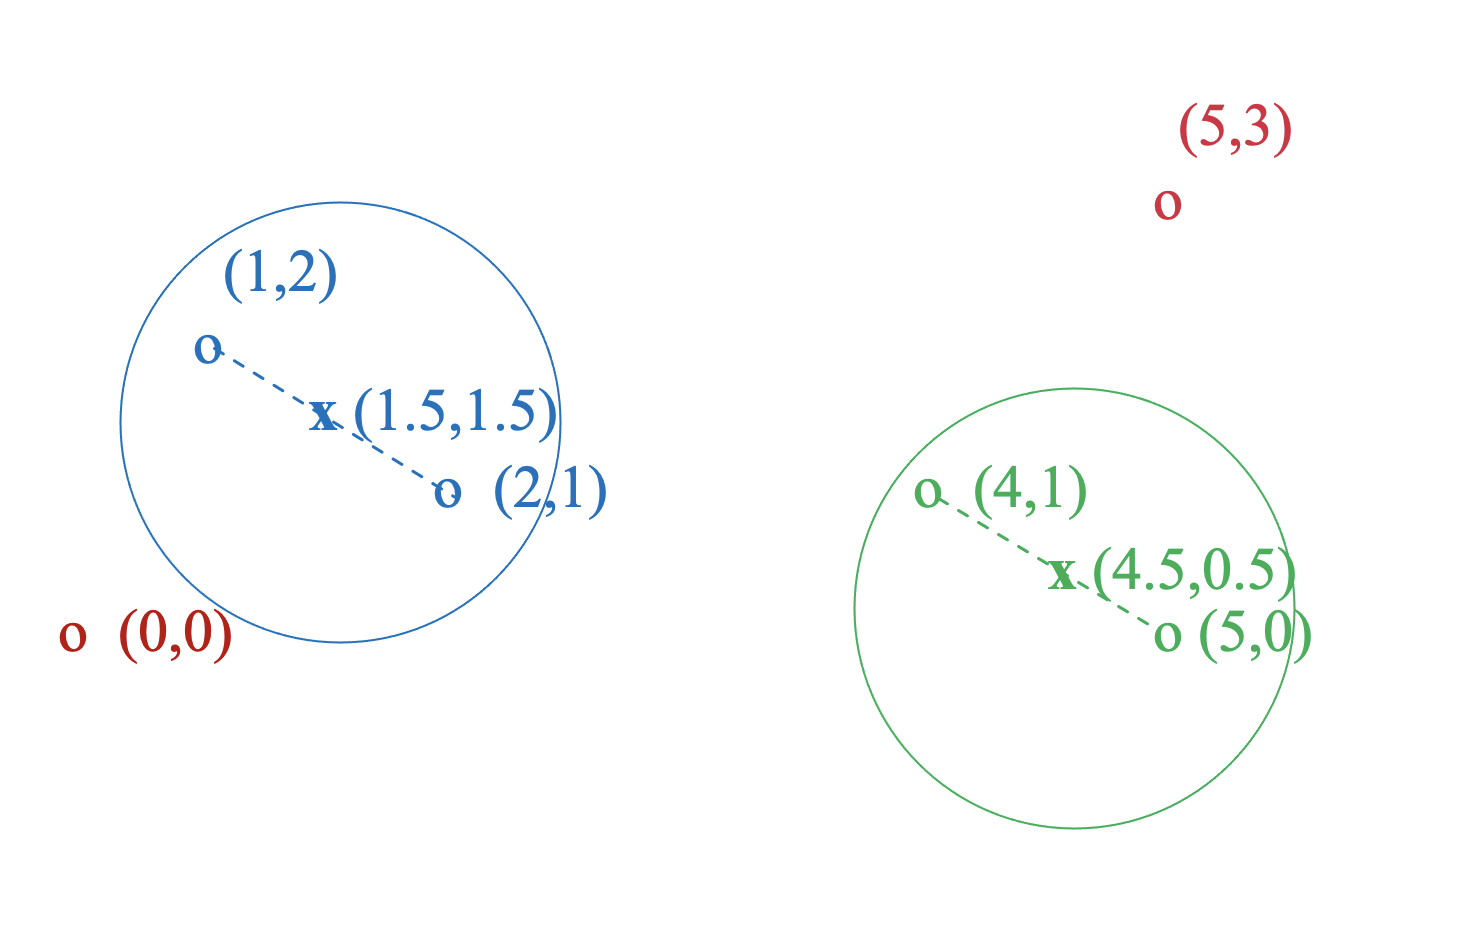 (5,3)
o
(1,2)
o
x (1.5,1.5)
o (2,1)
o (4,1)
x (4.5,0.5)
o (5,0)
o (0,0)